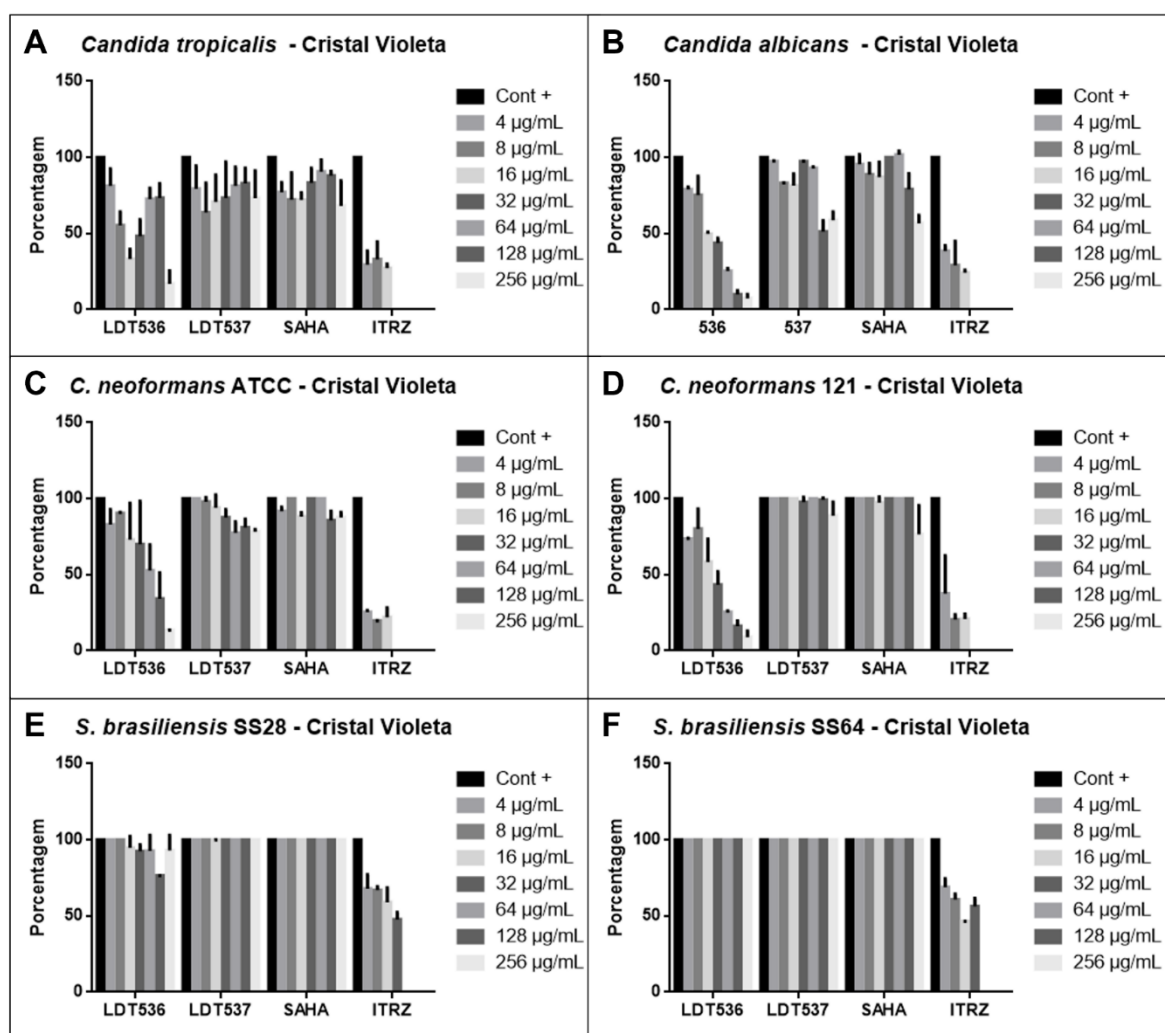 A Candida tropicalis - Cristal Violeta
Porcentagem
150
100
50
0
LDT536 LDT537 SAHA ITRZ
Cont +
4 µg/mL
8 µg/mL
16 µg/mL
32 µg/mL
64 µg/mL
128 µg/mL
256 µg/mL
B Candida albicans - Cristal Violeta
Porcentagem
150
100
50
0
536 537 SAHA ITRZ
Cont +
4 µg/mL
8 µg/mL
16 µg/mL
32 µg/mL
64 µg/mL
128 µg/mL
256 µg/mL
C C. neoformans ATCC - Cristal Violeta
Porcentagem
150
100
50
0
LDT536 LDT537 SAHA ITRZ
Cont +
4 µg/mL
8 µg/mL
16 µg/mL
32 µg/mL
64 µg/mL
128 µg/mL
256 µg/mL
D C. neoformans 121 - Cristal Violeta
Porcentagem
150
100
50
0
LDT536 LDT537 SAHA ITRZ
Cont +
4 µg/mL
8 µg/mL
16 µg/mL
32 µg/mL
64 µg/mL
128 µg/mL
256 µg/mL
E S. brasiliensis SS28 - Cristal Violeta
Porcentagem
150
100
50
0
LDT536 LDT537 SAHA ITRZ
Cont +
4 µg/mL
8 µg/mL
16 µg/mL
32 µg/mL
64 µg/mL
128 µg/mL
256 µg/mL
F S. brasiliensis SS64 - Cristal Violeta
Porcentagem
150
100
50
0
LDT536 LDT537 SAHA ITRZ
Cont +
4 µg/mL
8 µg/mL
16 µg/mL
32 µg/mL
64 µg/mL
128 µg/mL
256 µg/mL